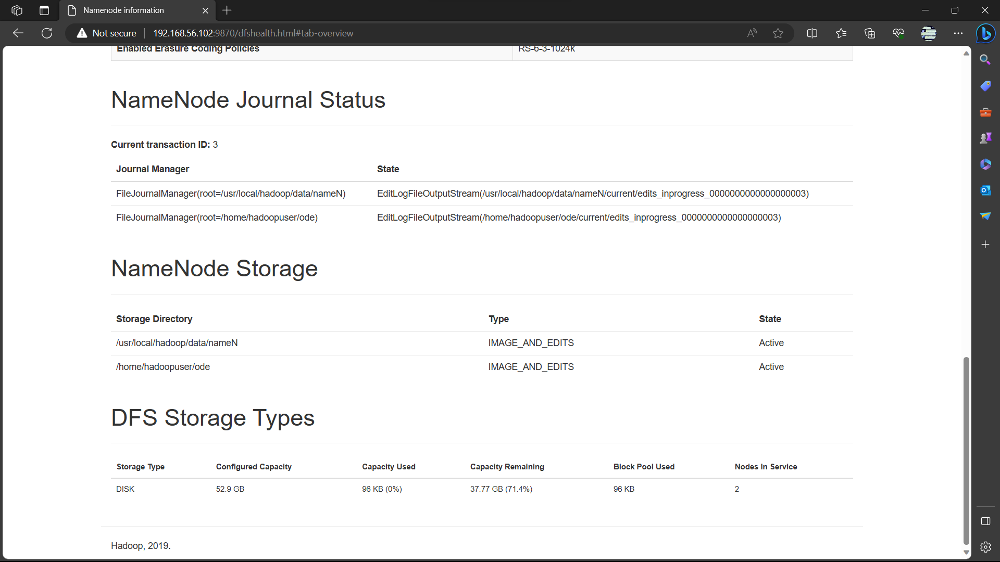 Namenode information
Not secure
192.168.56.102:9870/dfshealth.html#tab-overview
Enabled Erasure Coding Policies RS-6-3-1024k
NameNode Journal Status
Current transaction ID: 3
Journal Manager State
FileJournalManager(root=/usr/local/hadoop/data/nameN) EditLogFileOutputStream(/usr/local/hadoop/data/nameN/current/edits_inprogress_0000000000000000003)
FileJournalManager(root=/home/hadoopuser/ode) EditLogFileOutputStream(/home/hadoopuser/ode/current/edits_inprogress_0000000000000000003)
NameNode Storage
Storage Directory Type State
/usr/local/hadoop/data/nameN IMAGE_AND_EDITS Active
/home/hadoopuser/ode IMAGE_AND_EDITS Active
DFS Storage Types
Storage Type Configured Capacity Capacity Used Capacity Remaining Block Pool Used Nodes In Service
DISK 52.9 GB 96 KB (0%) 37.77 GB (71.4%) 96 KB 2
Hadoop, 2019.